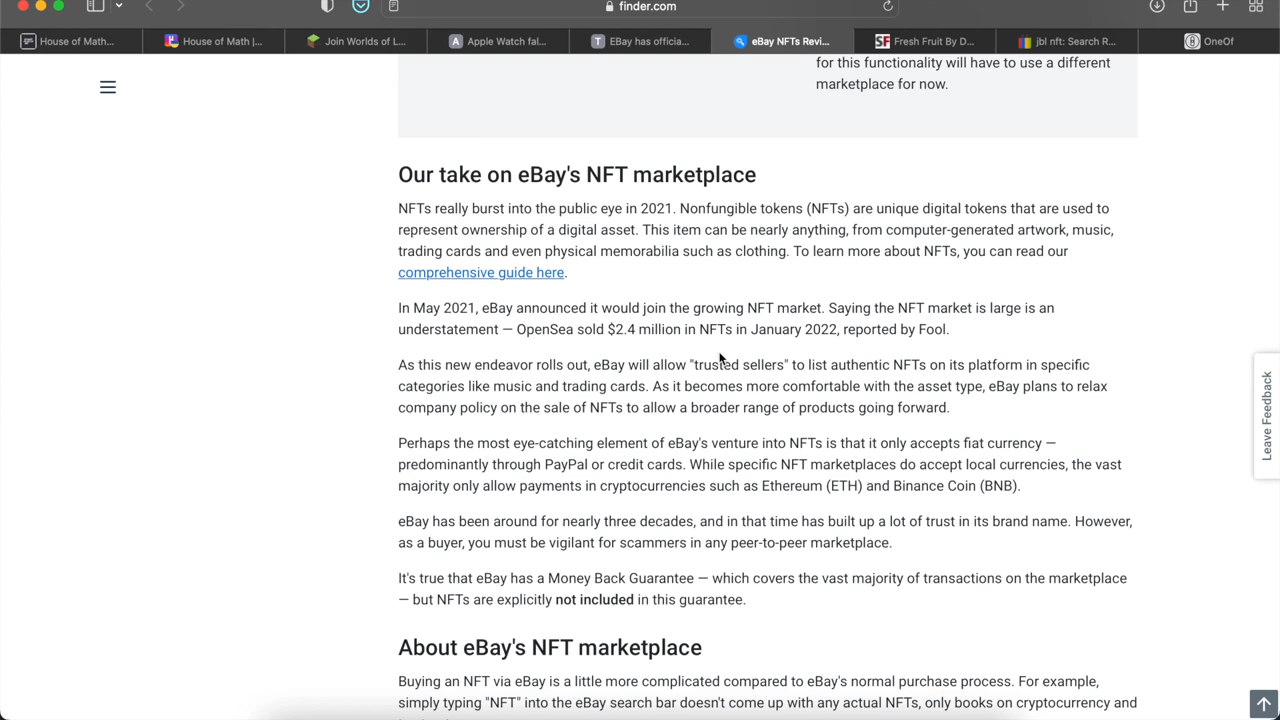 finder.com
House of Math...
House of Math |...
Join Worlds of L...
Apple Watch fal...
EBay has officia...
eBay NFTs Revi...
Fresh Fruit By D...
jbl nft: Search R...
OneOf
for this functionality will have to use a different
marketplace for now.
Our take on eBay's NFT marketplace
NFTs really burst into the public eye in 2021. Nonfungible tokens (NFTs) are unique digital tokens that are used to
represent ownership of a digital asset. This item can be nearly anything, from computer-generated artwork, music,
trading cards and even physical memorabilia such as clothing. To learn more about NFTs, you can read our
comprehensive guide here.
In May 2021, eBay announced it would join the growing NFT market. Saying the NFT market is large is an
understatement — OpenSea sold $2.4 million in NFTs in January 2022, reported by Fool.
As this new endeavor rolls out, eBay will allow "trusted sellers" to list authentic NFTs on its platform in specific
categories like music and trading cards. As it becomes more comfortable with the asset type, eBay plans to relax
company policy on the sale of NFTs to allow a broader range of products going forward.
Perhaps the most eye-catching element of eBay's venture into NFTs is that it only accepts fiat currency —
predominantly through PayPal or credit cards. While specific NFT marketplaces do accept local currencies, the vast
majority only allow payments in cryptocurrencies such as Ethereum (ETH) and Binance Coin (BNB).
eBay has been around for nearly three decades, and in that time has built up a lot of trust in its brand name. However,
as a buyer, you must be vigilant for scammers in any peer-to-peer marketplace.
It's true that eBay has a Money Back Guarantee — which covers the vast majority of transactions on the marketplace
— but NFTs are explicitly not included in this guarantee.
About eBay's NFT marketplace
Buying an NFT via eBay is a little more complicated compared to eBay's normal purchase process. For example,
simply typing "NFT" into the eBay search bar doesn't come up with any actual NFTs, only books on cryptocurrency and
Leave Feedback